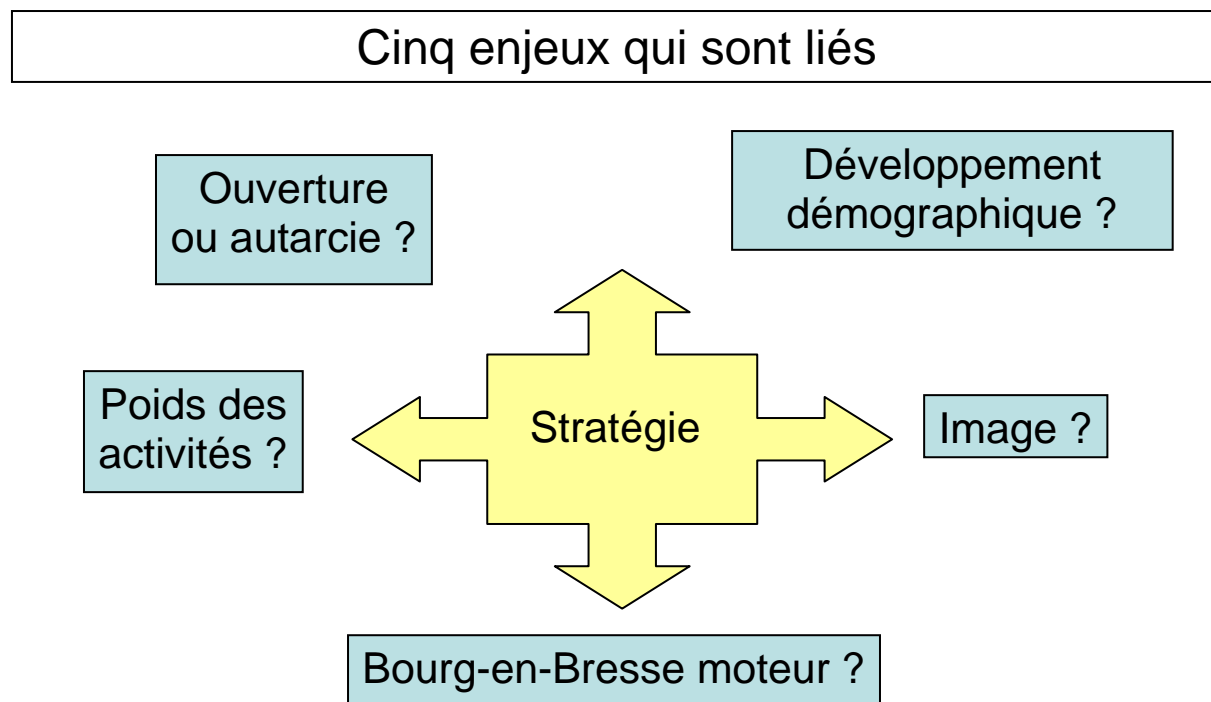 Cinq enjeux qui sont liés
Ouverture
ou autarcie ?
Développement
démographique ?
Poids des
activités ?
Stratégie
Image ?
Bourg-en-Bresse moteur ?